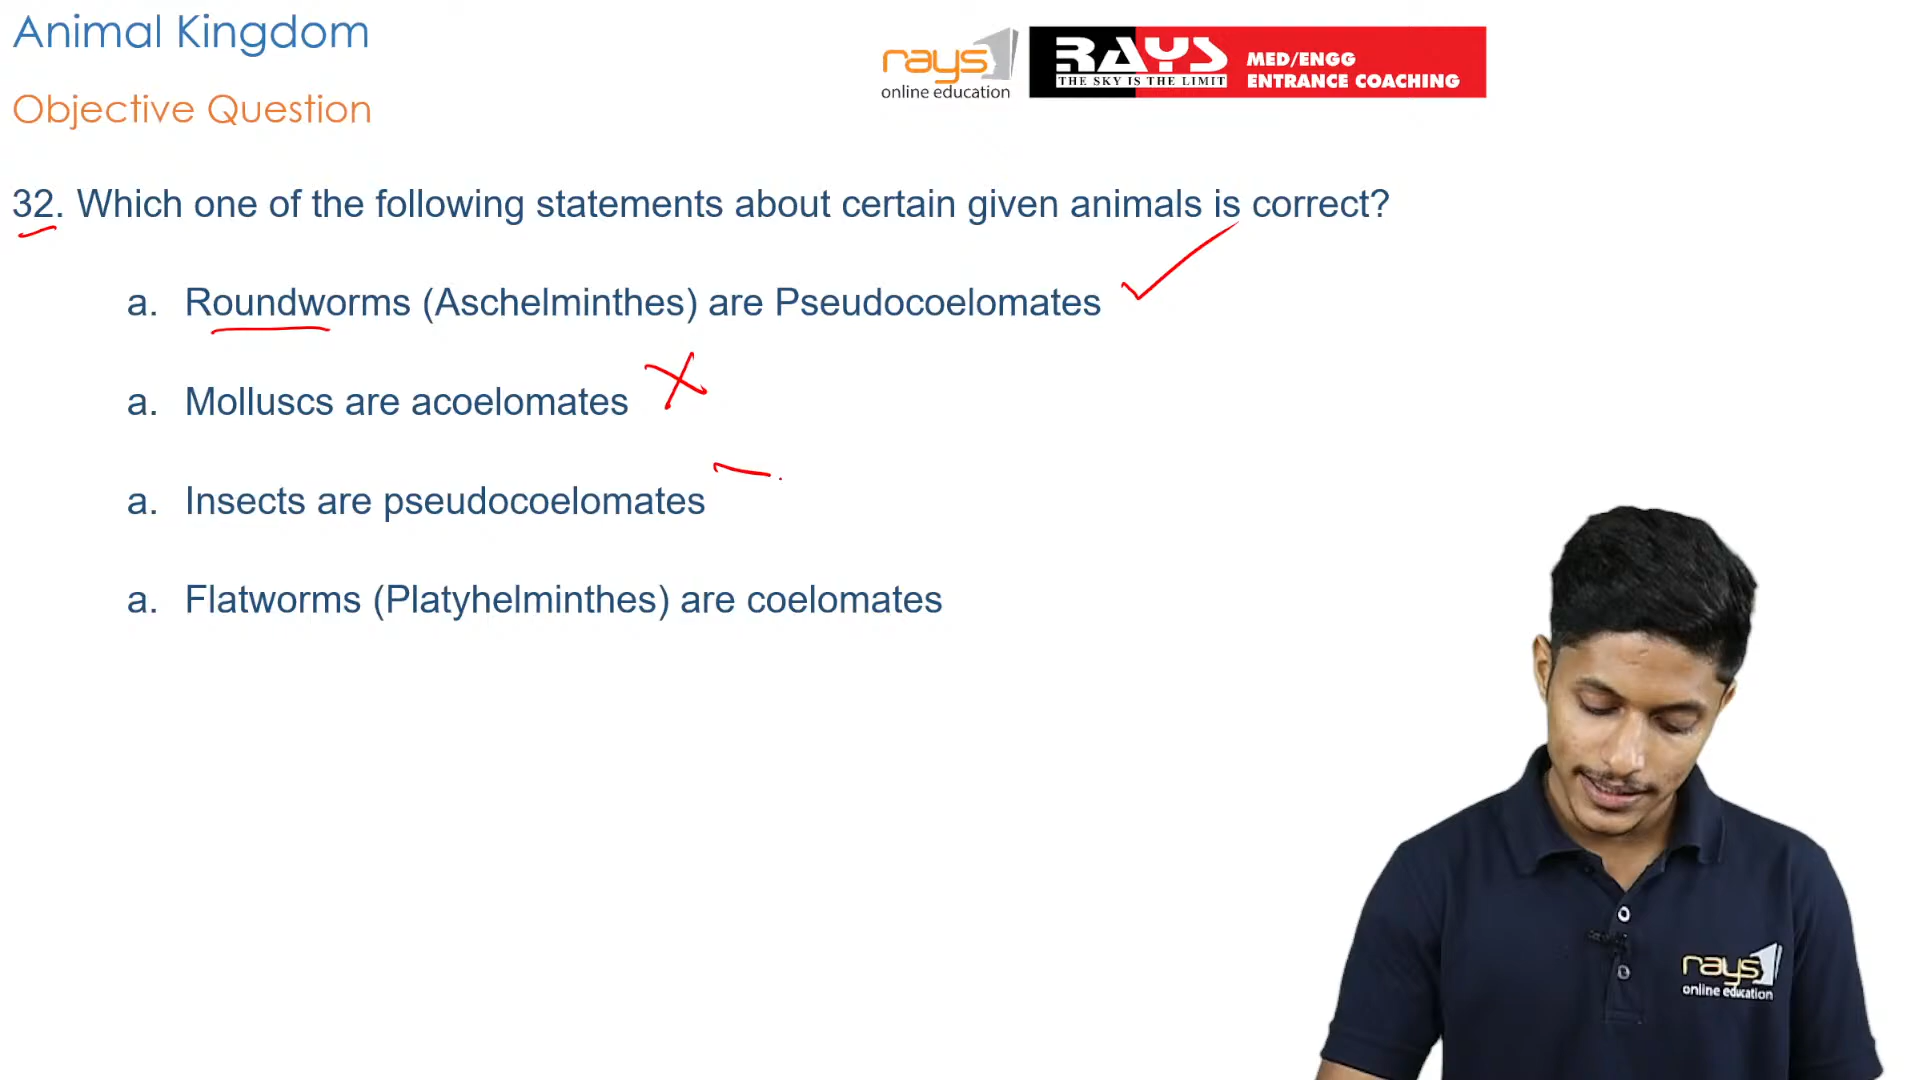 Animal Kingdom
rays
online education
RAYS
THE SKY IS THE LIMIT
MED/ENGG
ENTRANCE COACHING
Objective Question
32. Which one of the following statements about certain given animals is correct?
a. Roundworms (Aschelminthes) are Pseudocoelomates
a. Molluscs are acoelomates
a. Insects are pseudocoelomates
a. Flatworms (Platyhelminthes) are coelomates
rays
online education